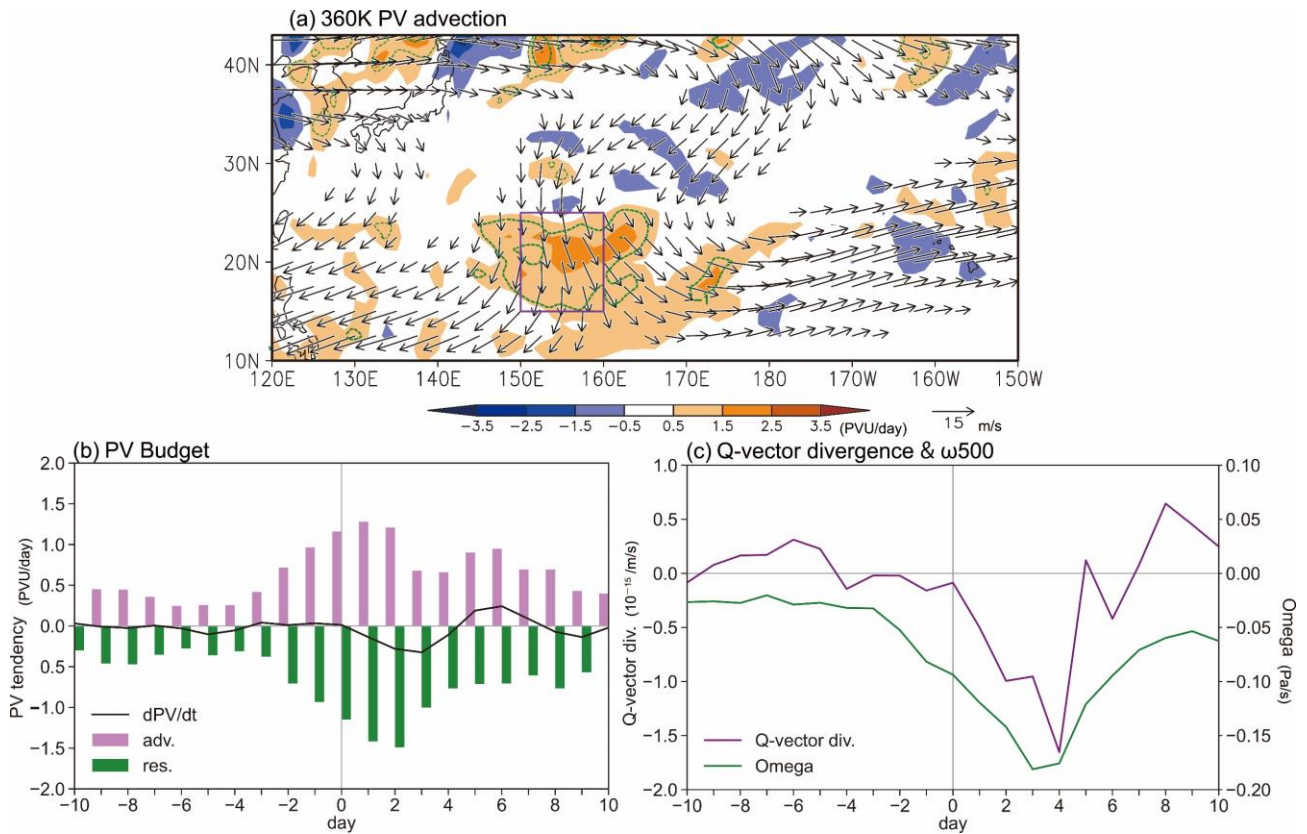 (a) 360K PV advection
40N
30N
20N
10N
120E 130E 140E 150E 160E 170E 180 170W 160W 150W
−3.5 −2.5 −1.5 −0.5 0.5 1.5 2.5 3.5 (PVU/day)
15 m/s
(b) PV Budget
PV tendency (PVU/day)
2.0
1.5
1.0
0.5
0.0
0.5
−1.0
−1.5
−2.0
dPV/dt
adv.
res.
−10 −8 −6 −4 −2 0 2 4 6 8 10
day
(c) Q-vector divergence & ω500
Q-vector div. (10⁻¹⁵/m/s)
1.0
0.5
0.0
−0.5
−1.0
−1.5
−2.0
Q-vector div.
Omega
0.10
0.05
0.00
−0.05
−0.10
−0.15
−0.20
Omega (Pa/s)
−10 −8 −6 −4 −2 0 2 4 6 8 10
day